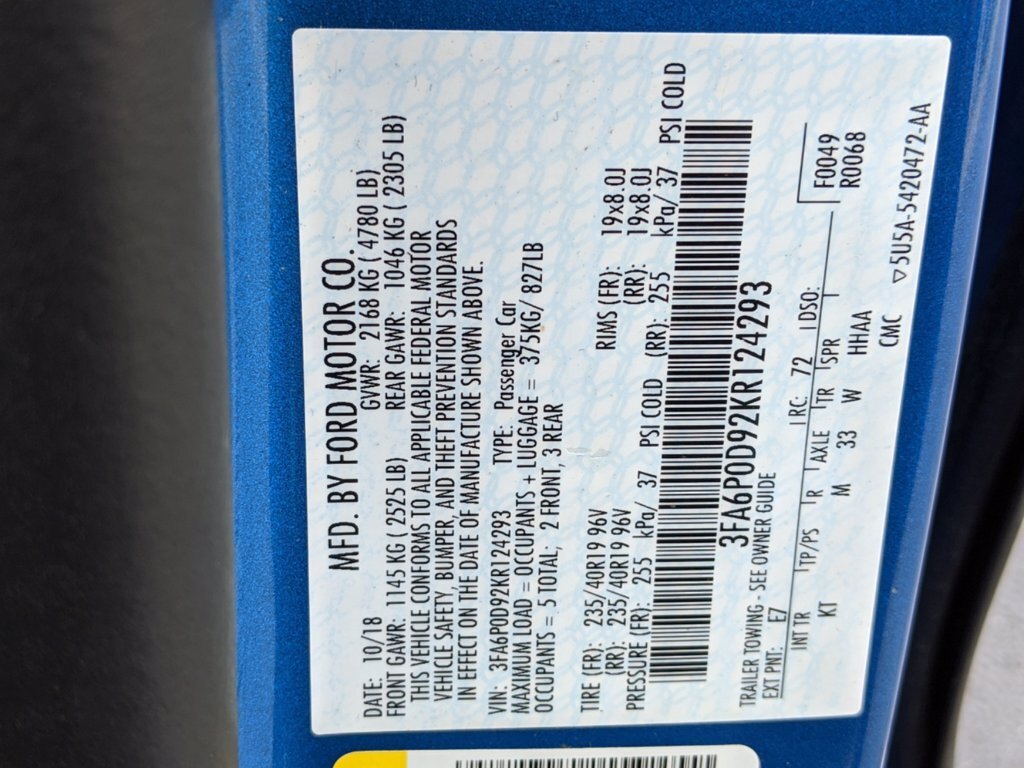 MFD. BY FORD MOTOR CO.
DATE: 10/18 GVWR: 2168 KG ( 4780 LB)
FRONT GAWR: 1145 KG ( 2525 LB) REAR GAWR: 1046 KG ( 2305 LB)
THIS VEHICLE CONFORMS TO ALL APPLICABLE FEDERAL MOTOR
VEHICLE SAFETY, BUMPER, AND THEFT PREVENTION STANDARDS
IN EFFECT ON THE DATE OF MANUFACTURE SHOWN ABOVE.
VIN: 3FA6P0D92KR124293 TYPE: Passenger Car
MAXIMUM LOAD = OCCUPANTS + LUGGAGE = 375KG/ 827LB
OCCUPANTS = 5 TOTAL; 2 FRONT, 3 REAR
TIRE (FR): 235/40R19 96V RIMS (FR): 19x8.0J
(RR): 235/40R19 96V (RR): 19x8.0J
PRESSURE (FR): 255 kPa/ 37 PSI COLD (RR): 255 kPa/ 37 PSI COLD
3FA6P0D92KR124293
TRAILER TOWING - SEE OWNER GUIDE
EXT PNT: E7 RC: 72 DSO: F0049
R0068
INT TR TP/PS R AXLE TR SPR
KT M 33 W HHAA
CMC
▽5U5A-5420472-AA